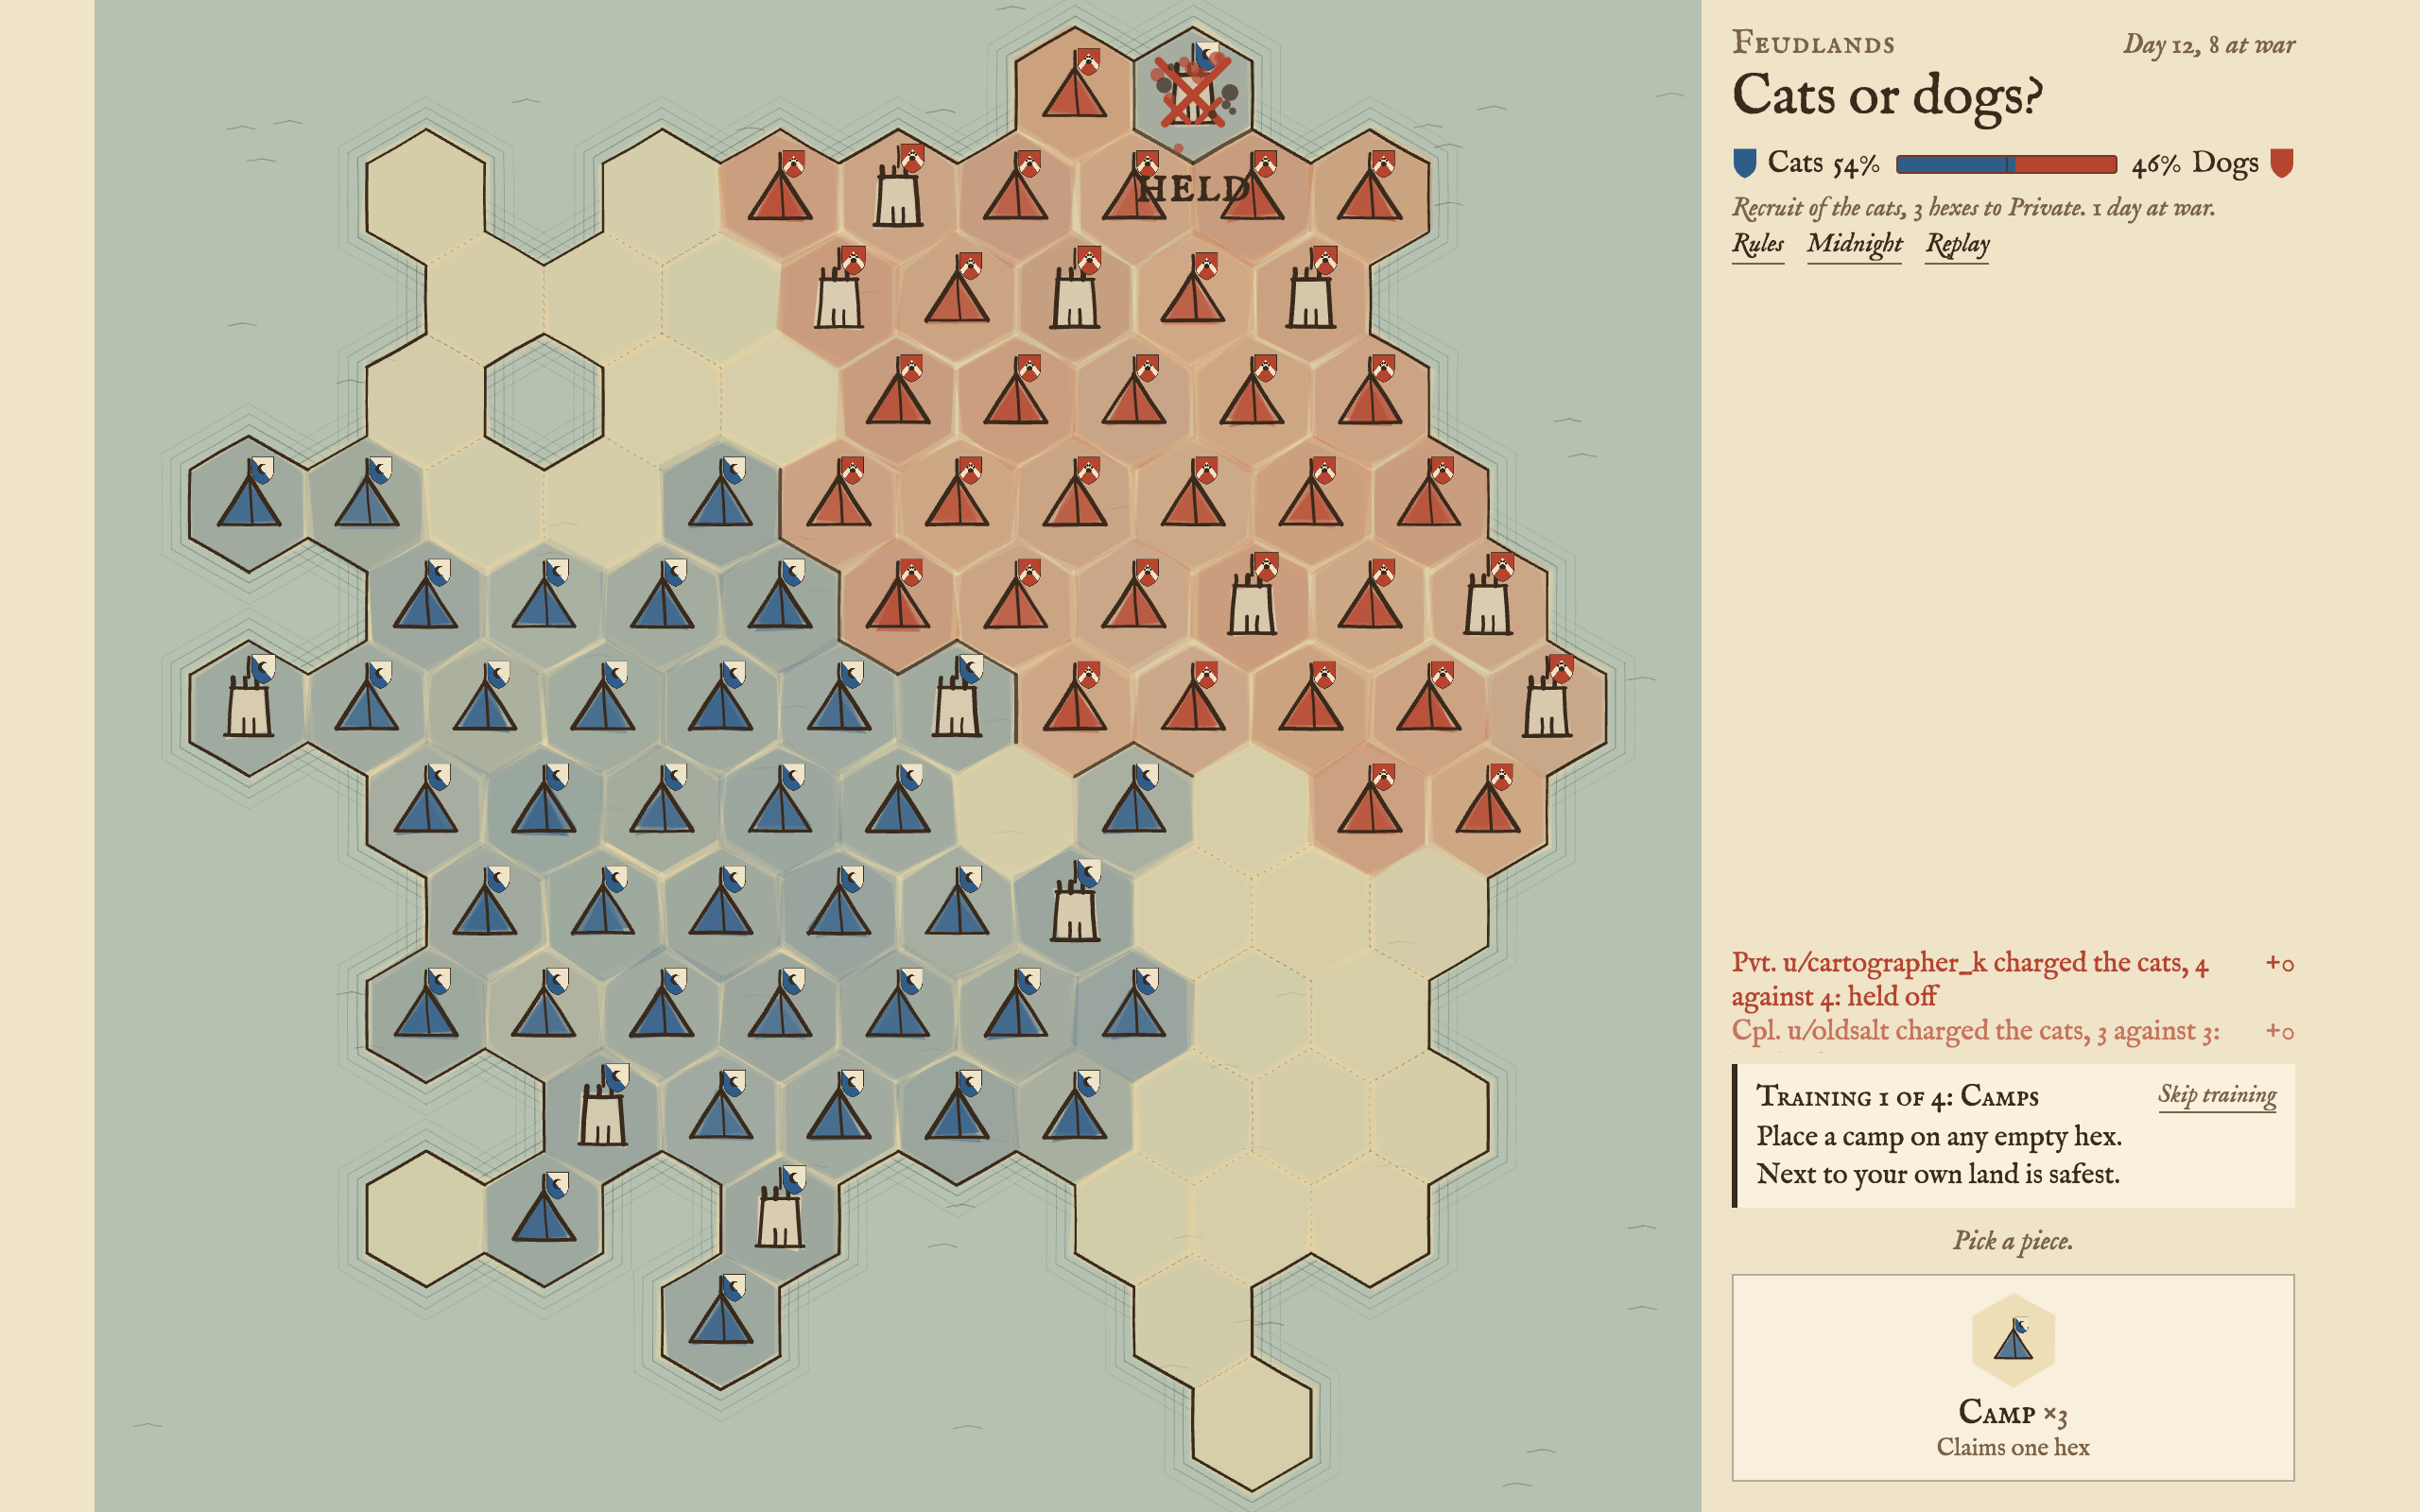 Feudlands
Day 12, 8 at war
Cats or dogs?
Cats 54%
46% Dogs
Recruit of the cats, 3 hexes to Private. 1 day at war.
Rules Midnight Replay
HELD
Pvt. u/cartographer_k charged the cats, 4 +0
against 4: held off
Cpl. u/oldsalt charged the cats, 3 against 3: +0
Training 1 of 4: Camps
Skip training
Place a camp on any empty hex.
Next to your own land is safest.
Pick a piece.
Camp ×3
Claims one hex